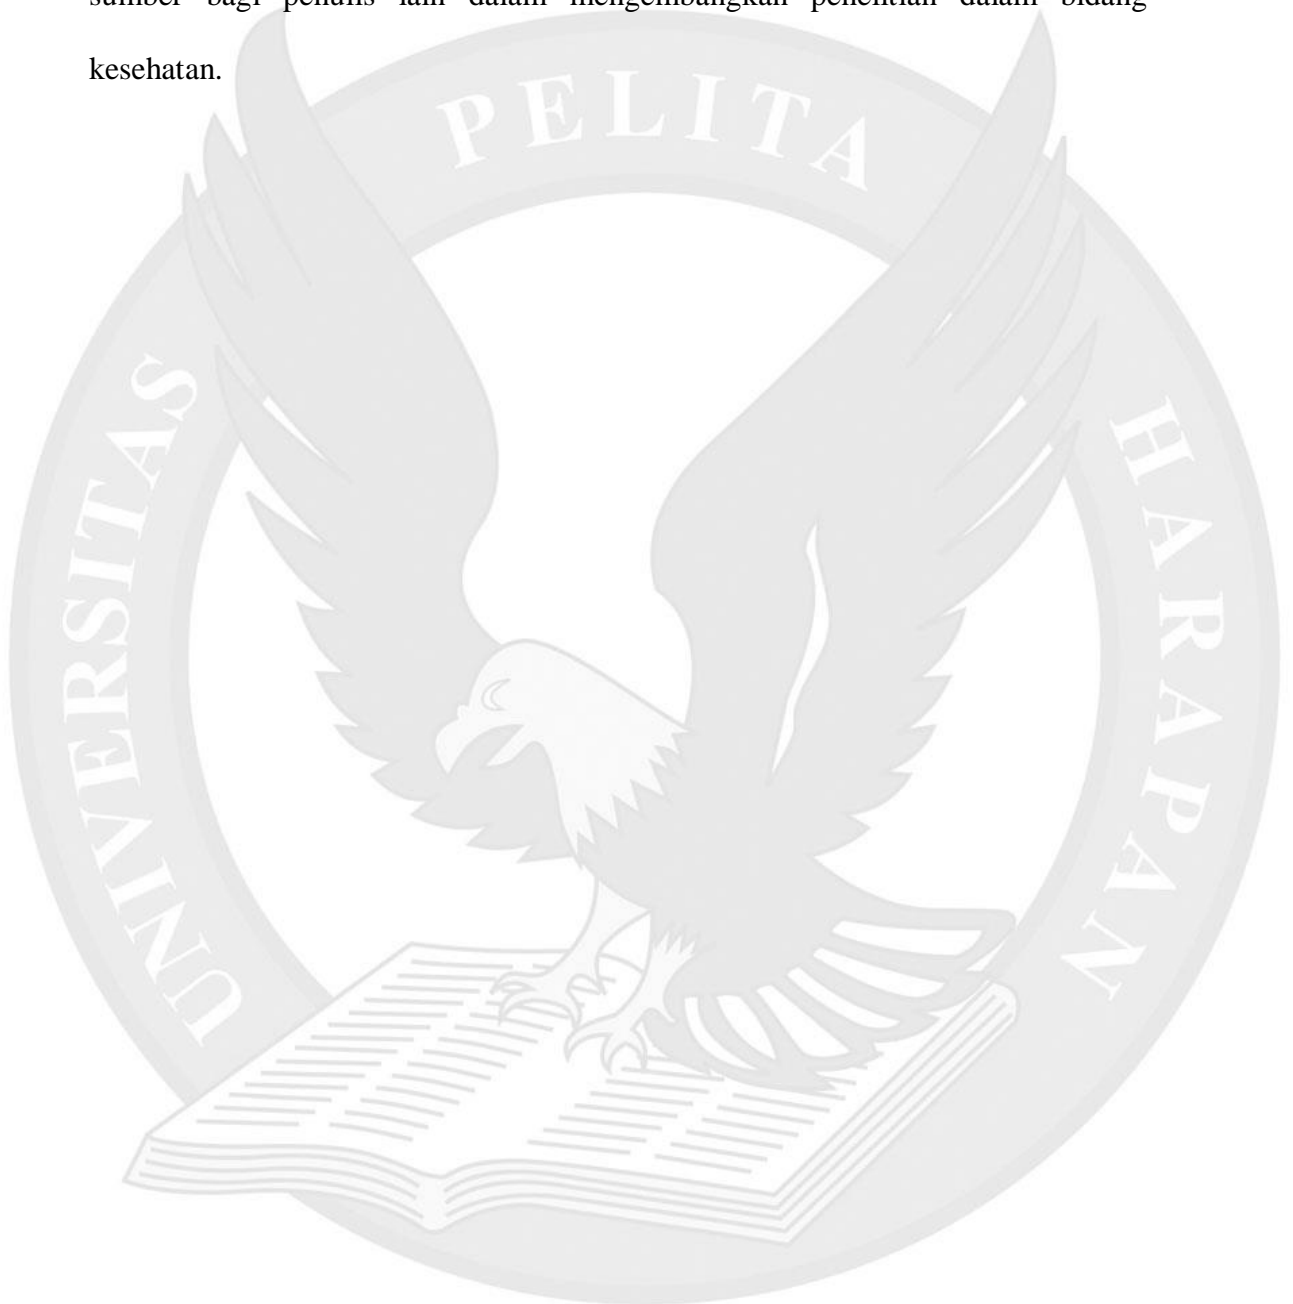 sumber bagi penulis lain dalam mengembangkan penelitian dalam bidang
kesehatan.
UNIVERSITAS
PELITA
HARAPAN